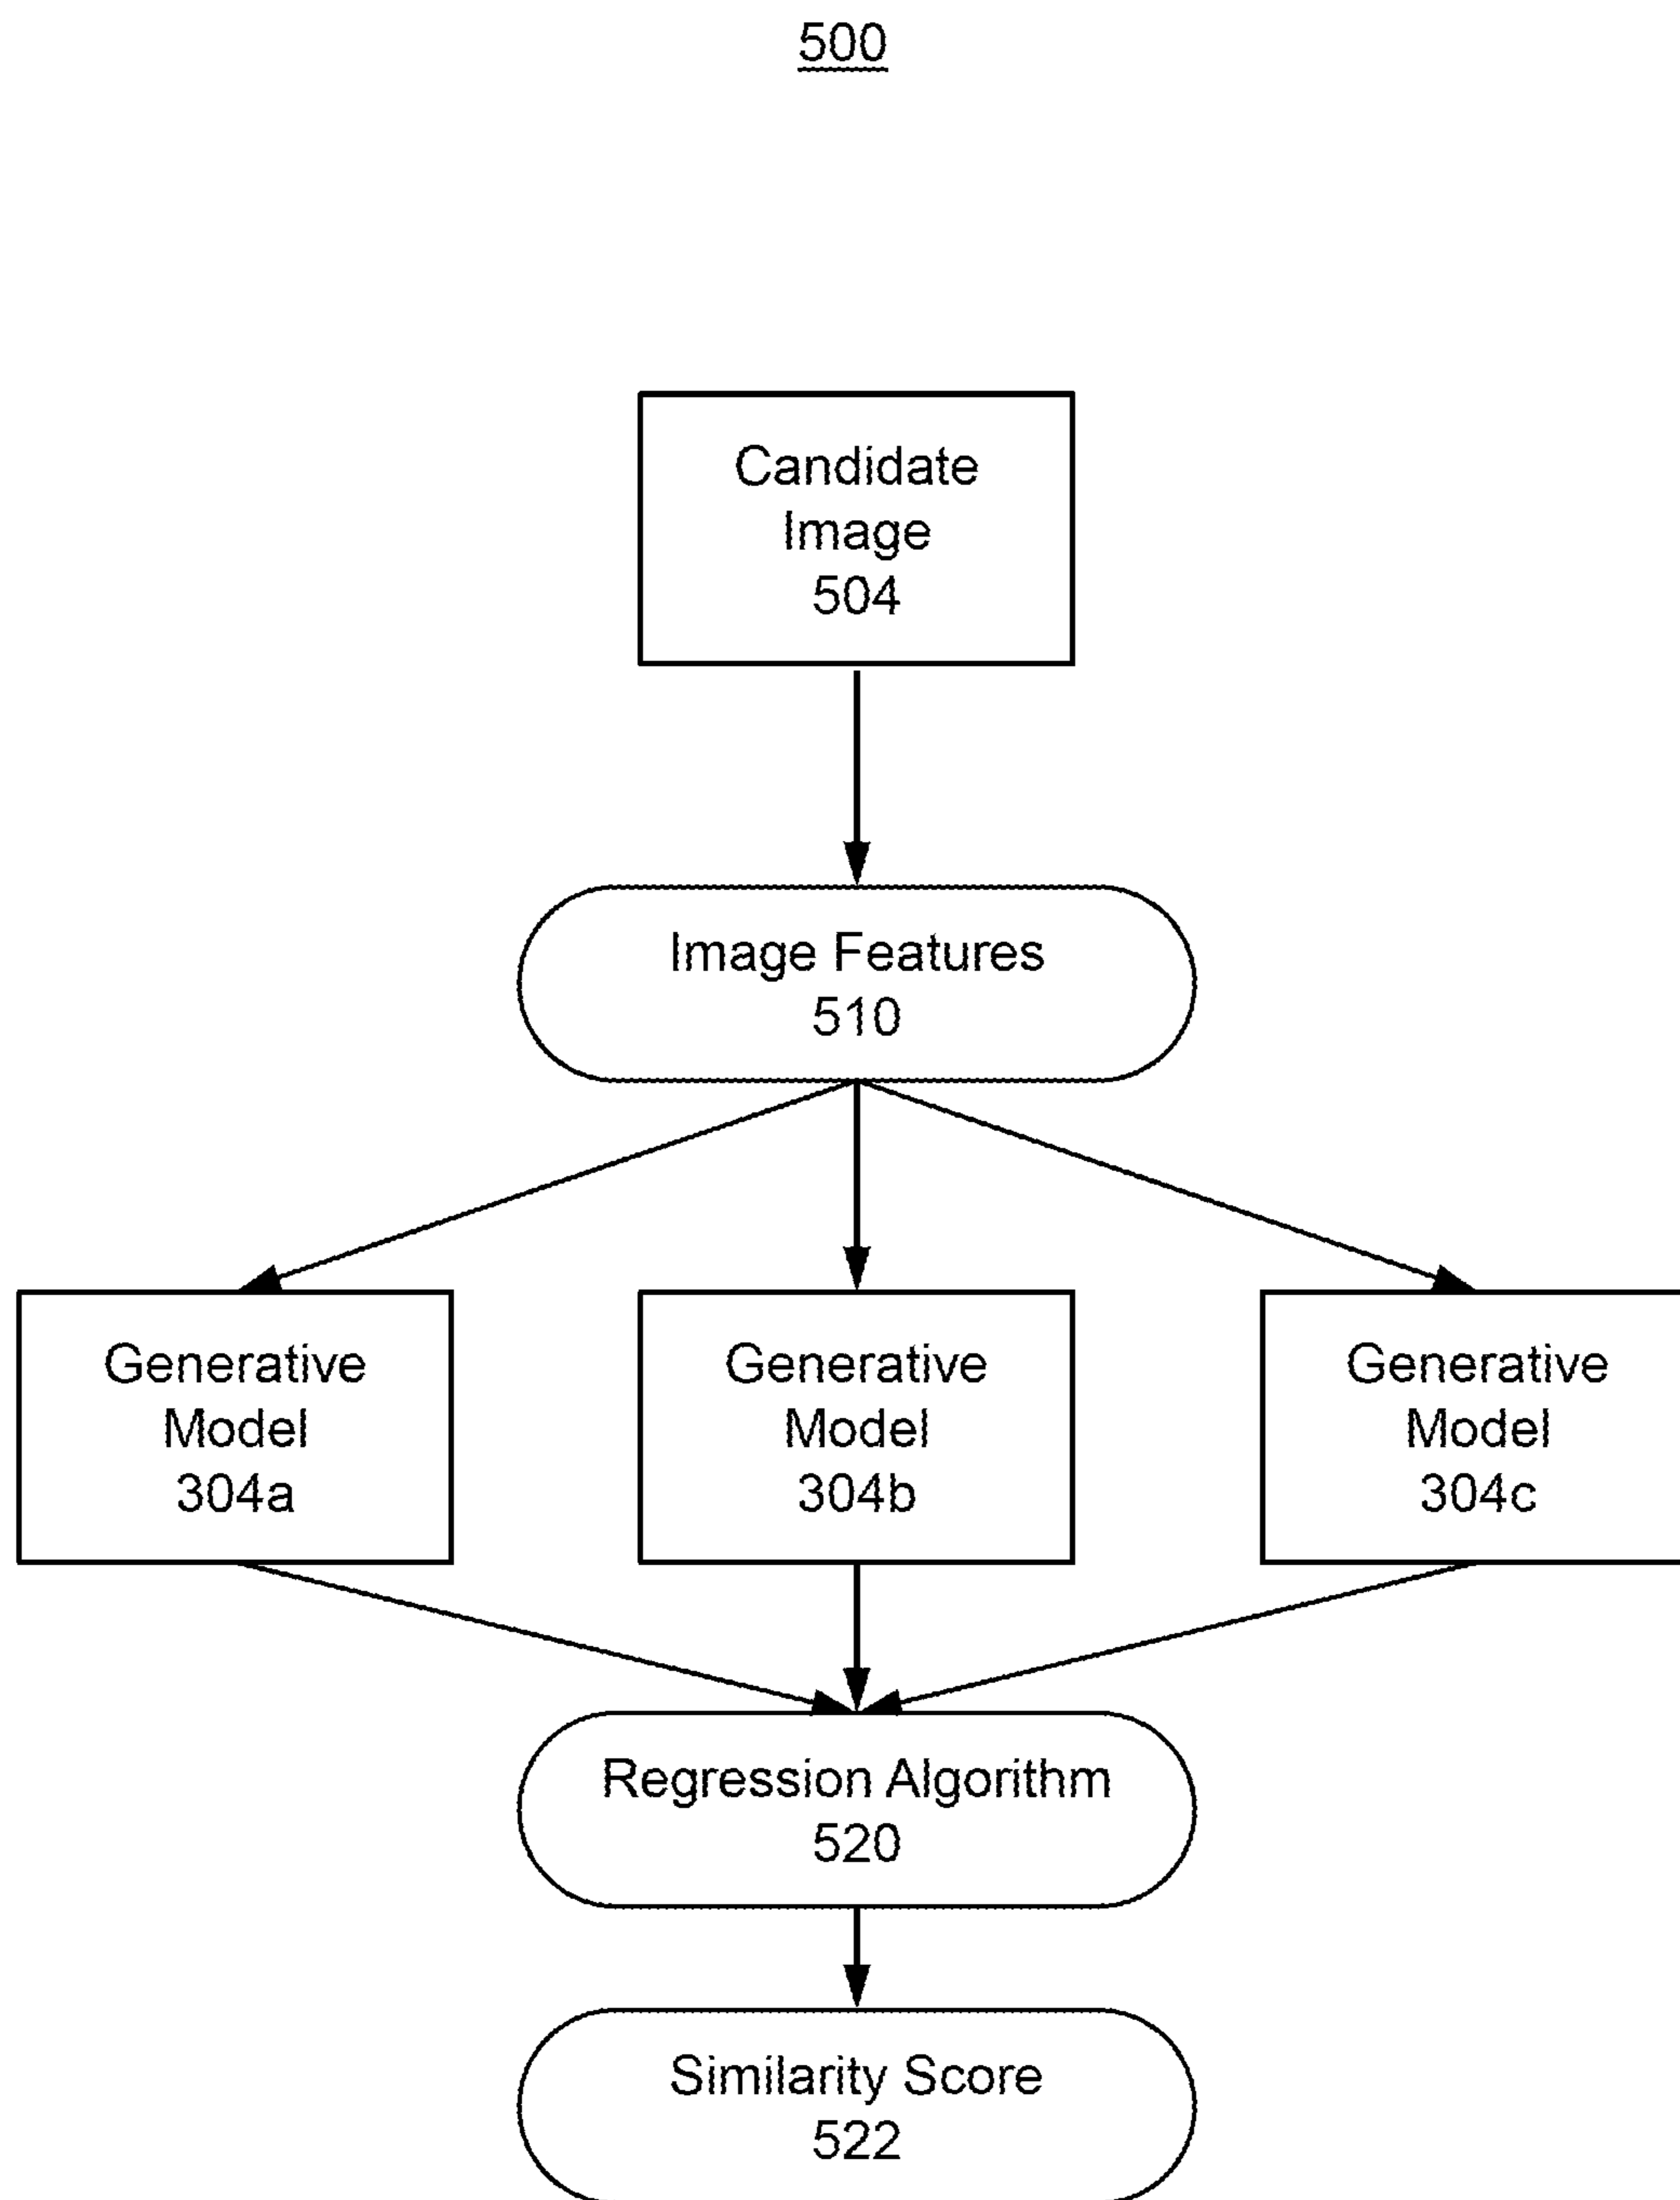 500
Candidate
Image
504
Image Features
510
Generative
Model
304a
Generative
Model
304b
Generative
Model
304c
Regression Algorithm
520
Similarity Score
522